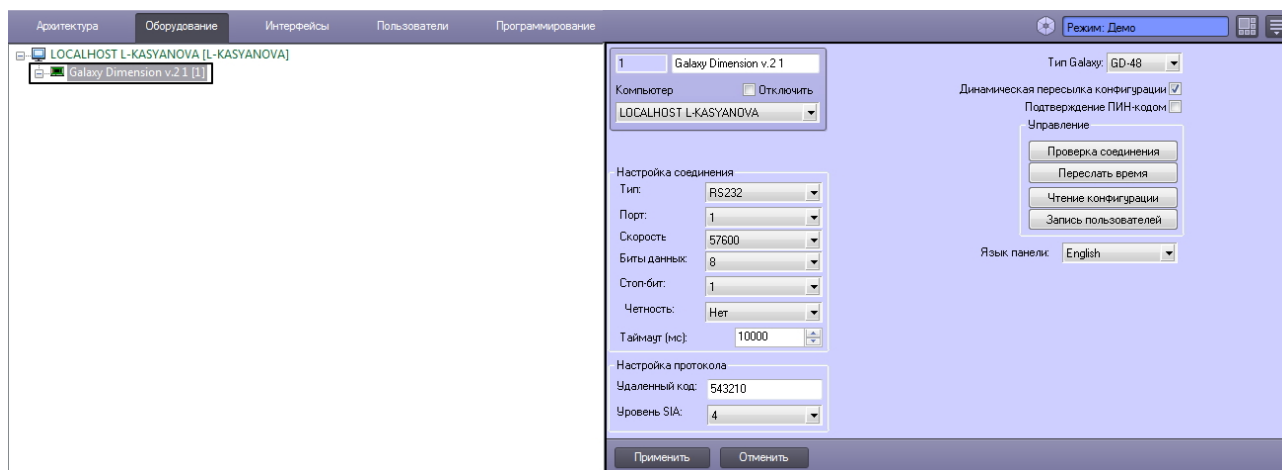 Архитектура Оборудование Интерфейсы Пользователи Программирование Режим: Демо
LOCALHOST L-KASYANOVA [L-KASYANOVA]
Galaxy Dimension v.2 1 [1]
1 Galaxy Dimension v.2 1
Компьютер Отключить
LOCALHOST L-KASYANOVA
Настройка соединения
Тип: RS232
Порт: 1
Скорость 57600
Биты данных: 8
Стоп-бит: 1
Четность: Нет
Таймаут (мс): 10000
Настройка протокола
Удаленный код: 543210
Уровень SIA: 4
Применить Отменить
Тип Galaxy: GD-48
Динамическая пересылка конфигурации
Подтверждение ПИН-кодом
Управление
Проверка соединения
Переслать время
Чтение конфигурации
Запись пользователей
Язык панели: English